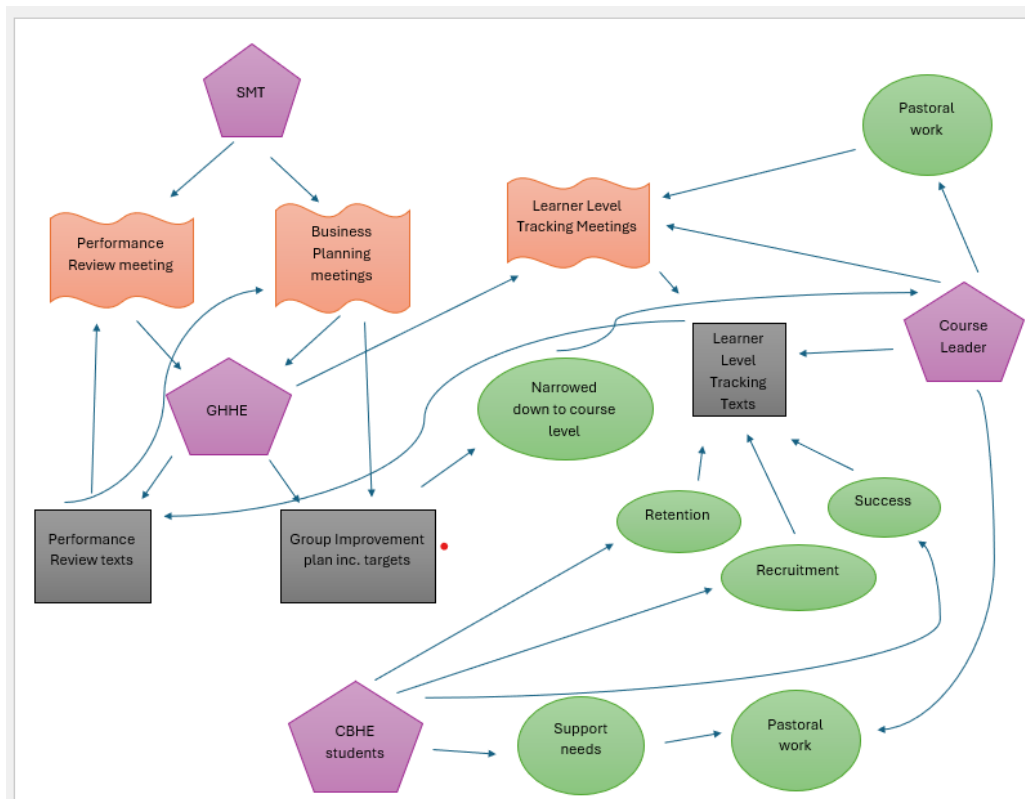 SMT
Pastoral
work
Learner Level
Tracking Meetings
Performance
Review meeting
Business
Planning
meetings
Course
Leader
Learner
Level
Tracking
Texts
GHHE
Narrowed
down to course
level
Retention
Success
Performance
Review texts
Group Improvement
plan inc. targets
Recruitment
CBHE
students
Support
needs
Pastoral
work